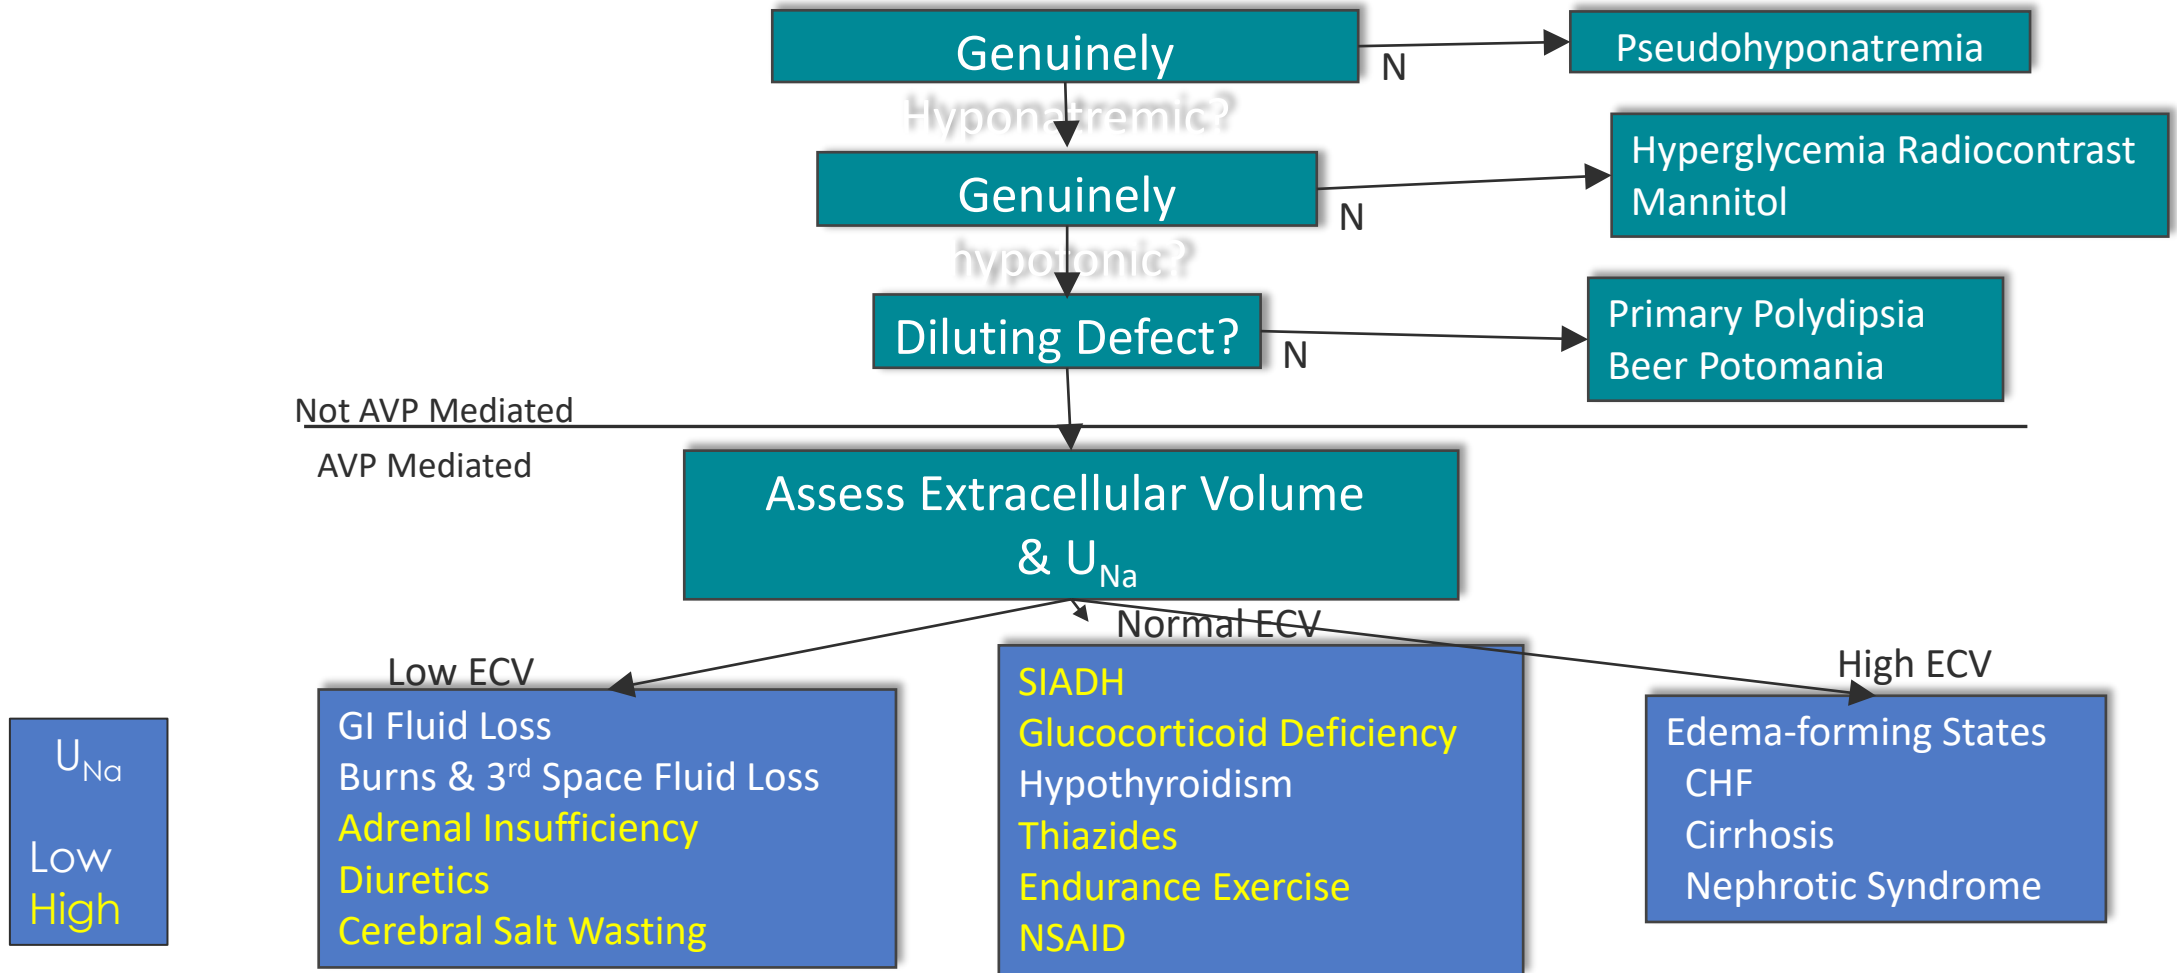 Genuinely
Hyponatremic?
N
Pseudohyponatremia
Genuinely
hypotonic?
N
Hyperglycemia Radiocontrast
Mannitol
Diluting Defect?
N
Primary Polydipsia
Beer Potomania
Not AVP Mediated
AVP Mediated
Assess Extracellular Volume
& UNa
Low ECV
Normal ECV
High ECV
GI Fluid Loss
Burns & 3rd Space Fluid Loss
Adrenal Insufficiency
Diuretics
Cerebral Salt Wasting
SIADH
Glucocorticoid Deficiency
Hypothyroidism
Thiazides
Endurance Exercise
NSAID
Edema-forming States
CHF
Cirrhosis
Nephrotic Syndrome
UNa
Low
High